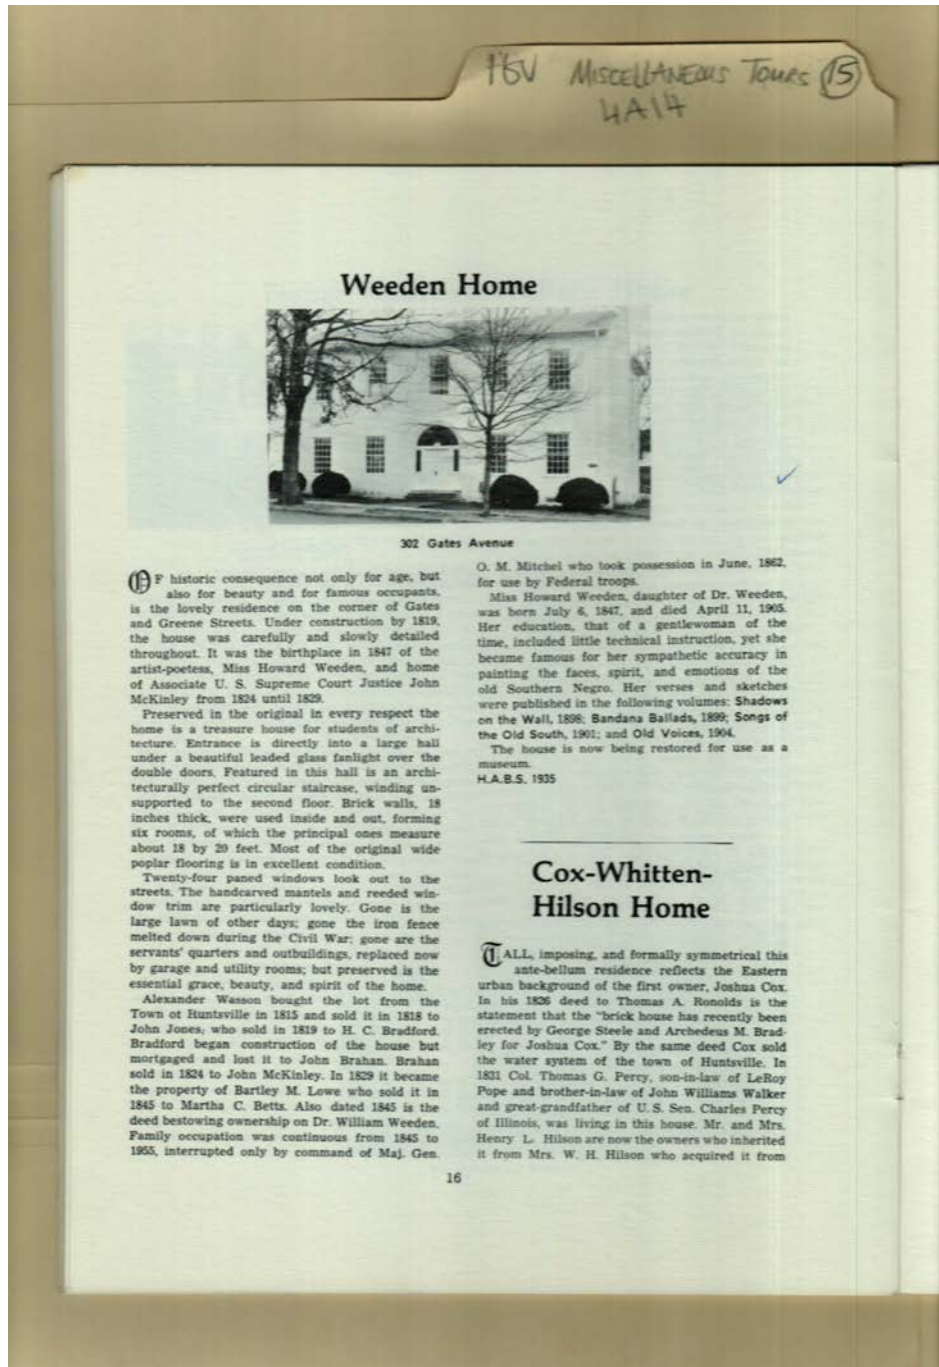 PBV MISCELLANEOUS TOURS 15
4A14
Weeden Home
302 Gates Avenue
OF historic consequence not only for age, but
also for beauty and for famous occupants,
is the lovely residence on the corner of Gates
and Greene Streets. Under construction by 1819,
the house was carefully and slowly detailed
throughout. It was the birthplace in 1847 of the
artist-poetess, Miss Howard Weeden, and home
of Associate U. S. Supreme Court Justice John
McKinley from 1824 until 1829.
Preserved in the original in every respect the
home is a treasure house for students of archi-
tecture. Entrance is directly into a large hall
under a beautiful leaded glass fanlight over the
double doors. Featured in this hall is an archi-
tecturally perfect circular staircase, winding un-
supported to the second floor. Brick walls, 18
inches thick, were used inside and out, forming
six rooms, of which the principal ones measure
about 18 by 20 feet. Most of the original wide
poplar flooring is in excellent condition.
Twenty-four paned windows look out to the
streets. The handcarved mantels and reeded win-
dow trim are particularly lovely. Gone is the
large lawn of other days; gone the iron fence
melted down during the Civil War; gone are the
servants' quarters and outbuildings, replaced now
by garage and utility rooms; but preserved is the
essential grace, beauty, and spirit of the home.
Alexander Wasson bought the lot from the
Town ot Huntsville in 1815 and sold it in 1818 to
John Jones, who sold in 1819 to H. C. Bradford.
Bradford began construction of the house but
mortgaged and lost it to John Brahan. Brahan
sold in 1824 to John McKinley. In 1829 it became
the property of Bartley M. Lowe who sold it in
1845 to Martha C. Betts. Also dated 1845 is the
deed bestowing ownership on Dr. William Weeden.
Family occupation was continuous from 1845 to
1955, interrupted only by command of Maj. Gen.
O. M. Mitchel who took possession in June, 1862,
for use by Federal troops.
Miss Howard Weeden, daughter of Dr. Weeden,
was born July 6, 1847, and died April 11, 1905.
Her education, that of a gentlewoman of the
time, included little technical instruction, yet she
became famous for her sympathetic accuracy in
painting the faces, spirit, and emotions of the
old Southern Negro. Her verses and sketches
were published in the following volumes: Shadows
on the Wall, 1898; Bandana Ballads, 1899; Songs of
the Old South, 1901; and Old Voices, 1904.
The house is now being restored for use as a
museum.
H.A.B.S. 1935
Cox-Whitten-
Hilson Home
TALL, imposing, and formally symmetrical this
ante-bellum residence reflects the Eastern
urban background of the first owner, Joshua Cox.
In his 1826 deed to Thomas A. Ronolds is the
statement that the "brick house has recently been
erected by George Steele and Archedeus M. Brad-
ley for Joshua Cox." By the same deed Cox sold
the water system of the town of Huntsville. In
1831 Col. Thomas G. Percy, son-in-law of LeRoy
Pope and brother-in-law of John Williams Walker
and great-grandfather of U. S. Sen. Charles Percy
of Illinois, was living in this house. Mr. and Mrs.
Henry L. Hilson are now the owners who inherited
it from Mrs. W. H. Hilson who acquired it from
16